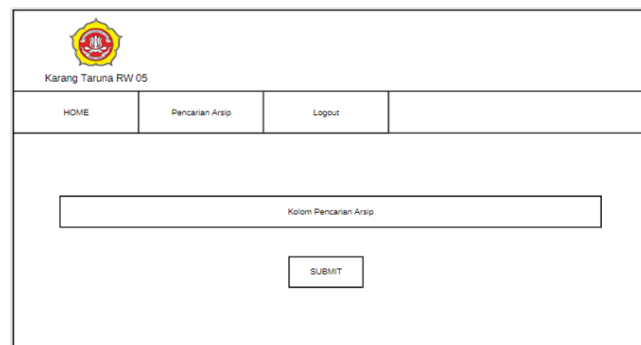 Karang Taruna RW 05
HOME Pencarian Arsip Logout
Kolom Pencarian Arsip
SUBMIT